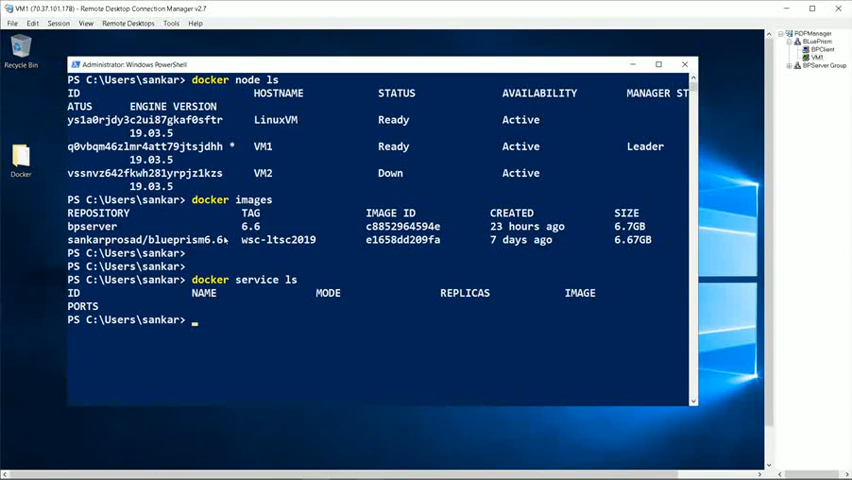 VM1 (70.37.101.178) - Remote Desktop Connection Manager v2.7
File Edit Session View Remote Desktops Tools Help
RDPManager
BLuePrism
BPClient
VM1
BPServer Group
Recycle Bin
Docker
Administrator: Windows PowerShell
PS C:\Users\sankar> docker node ls
ID HOSTNAME STATUS AVAILABILITY MANAGER ST
ATUS ENGINE VERSION
ys1a0rjdy3c2ui87gkaf0sftr LinuxVM Ready Active
19.03.5
q0vbqm46zlmr4att79jtsjdhh * VM1 Ready Active Leader
19.03.5
vssnvz642fkwh281yrpjz1kzs VM2 Down Active
19.03.5
PS C:\Users\sankar> docker images
REPOSITORY TAG IMAGE ID CREATED SIZE
bpserver 6.6 c8852964594e 23 hours ago 6.7GB
sankarprosad/blueprism6.6 wsc-ltsc2019 e1658dd209fa 7 days ago 6.67GB
PS C:\Users\sankar>
PS C:\Users\sankar>
PS C:\Users\sankar> docker service ls
ID NAME MODE REPLICAS IMAGE
PORTS
PS C:\Users\sankar>